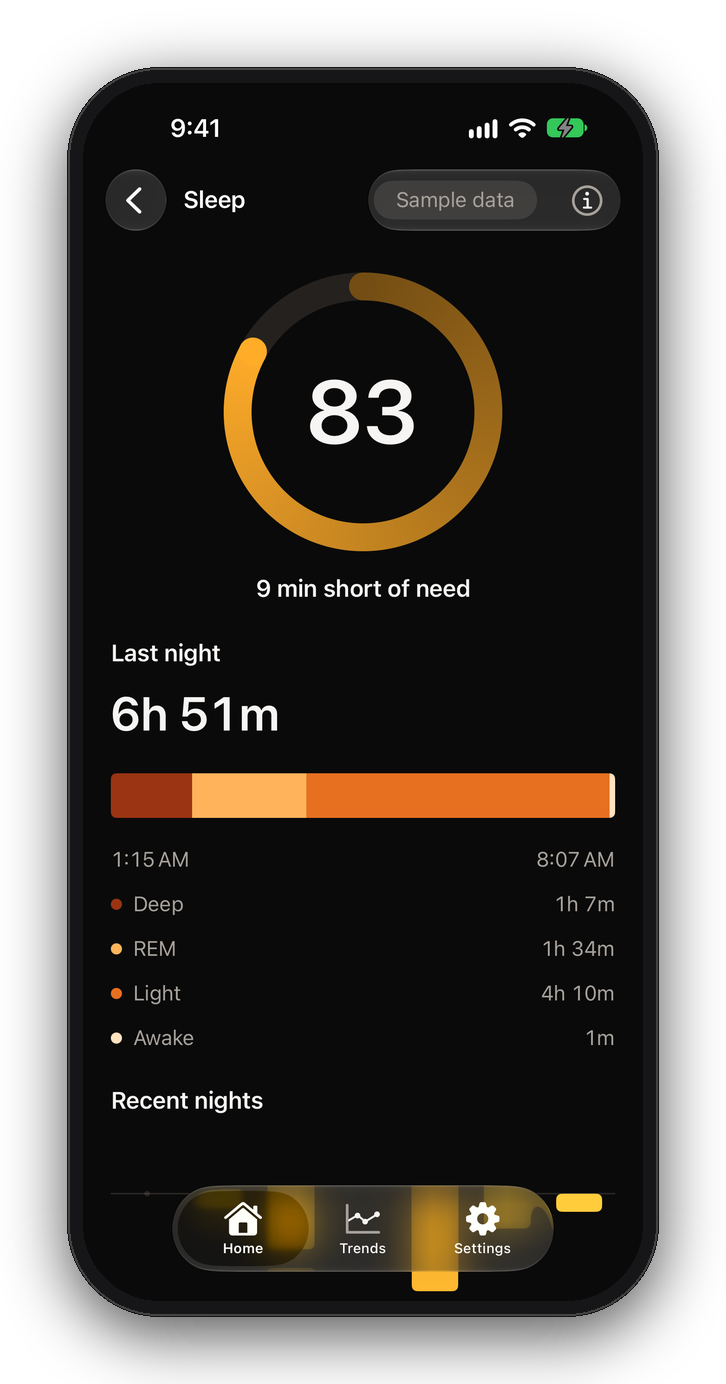 9:41
Sleep
Sample data
83
9 min short of need
Last night
6h 51m
1:15 AM 8:07 AM
Deep 1h 7m
REM 1h 34m
Light 4h 10m
Awake 1m
Recent nights
Home Trends Settings